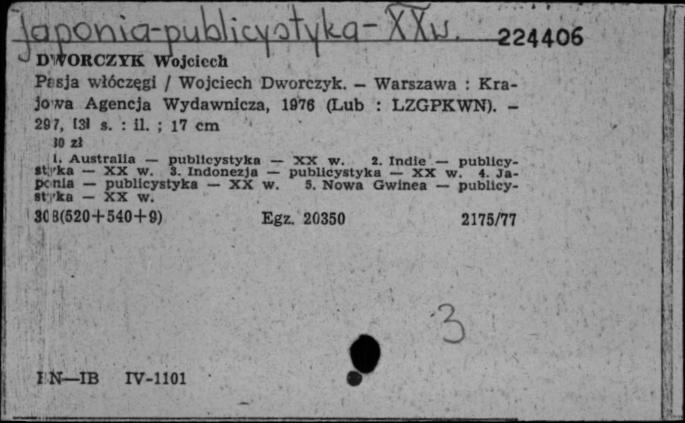 Japonia-publicystyka-XXw.
224406
DWORCZYK Wojciech
Pasja włóczęgi / Wojciech Dworczyk. — Warszawa : Kra-
jowa Agencja Wydawnicza, 1976 (Lub : LZGPKWN). —
297, [3] s. : il. ; 17 cm
30 zł
1. Australia — publicystyka — XX w. 2. Indie — publicy-
styka — XX w. 3. Indonezja — publicystyka — XX w. 4. Ja-
ponia — publicystyka — XX w. 5. Nowa Gwinea — publicy-
styka — XX w.
308(520+540+9) Egz. 20350 2175/77
3
BN—IB IV-1101